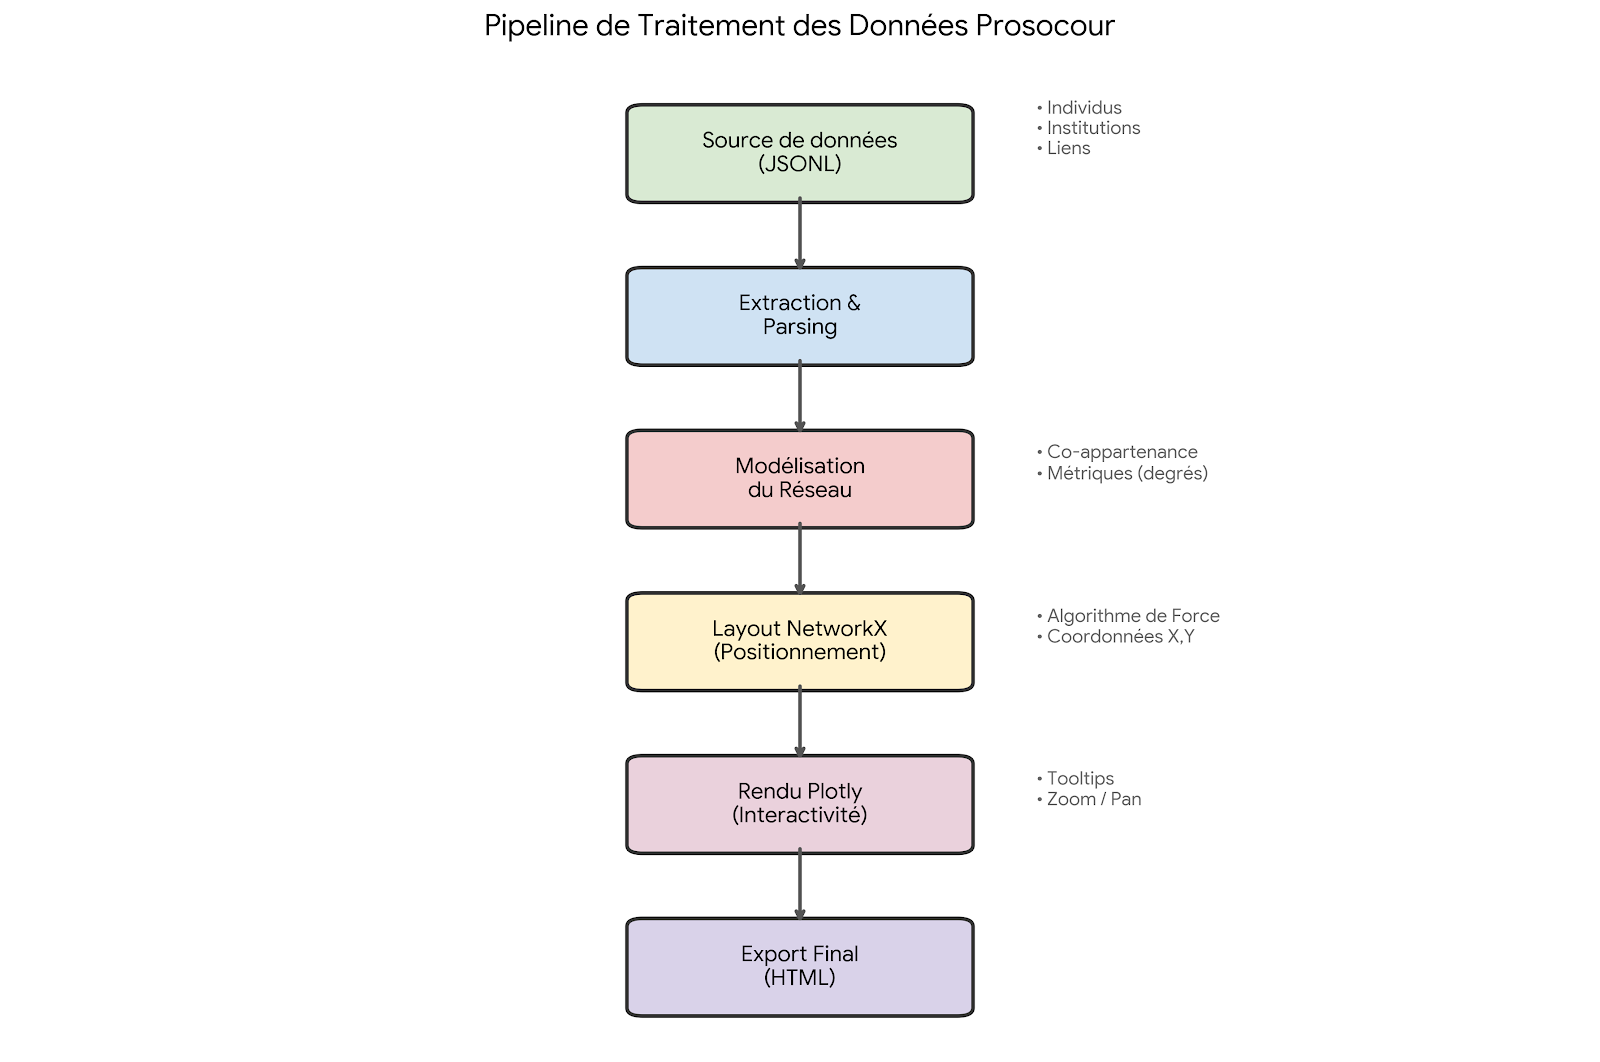 Pipeline de Traitement des Données Prosocour
Source de données
(JSONL)
• Individus
• Institutions
• Liens
Extraction &
Parsing
Modélisation
du Réseau
• Co-appartenance
• Métriques (degrés)
Layout NetworkX
(Positionnement)
• Algorithme de Force
• Coordonnées X,Y
Rendu Plotly
(Interactivité)
• Tooltips
• Zoom / Pan
Export Final
(HTML)